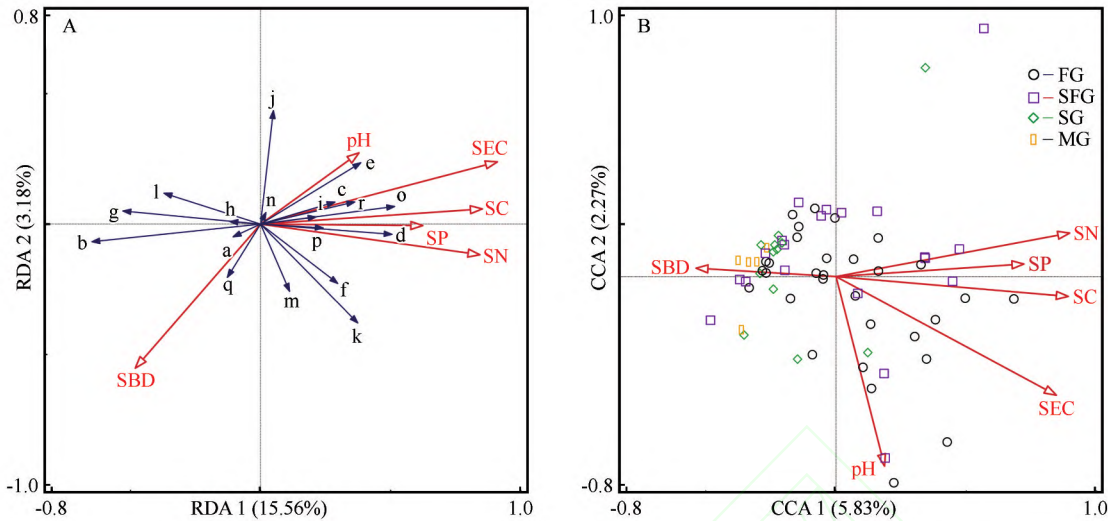 A
0.8
RDA 2 (3.18%)
-1.0
-0.8
RDA 1 (15.56%)
1.0
j
pH
e
SEC
l
g
h
n
i
c
r
o
SC
b
a
p
d
SP
SN
q
m
f
k
SBD
B
1.0
CCA 2 (2.27%)
-0.8
-0.8
CCA 1 (5.83%)
1.0
FG
SFG
SG
MG
SBD
SN
SP
SC
SEC
pH